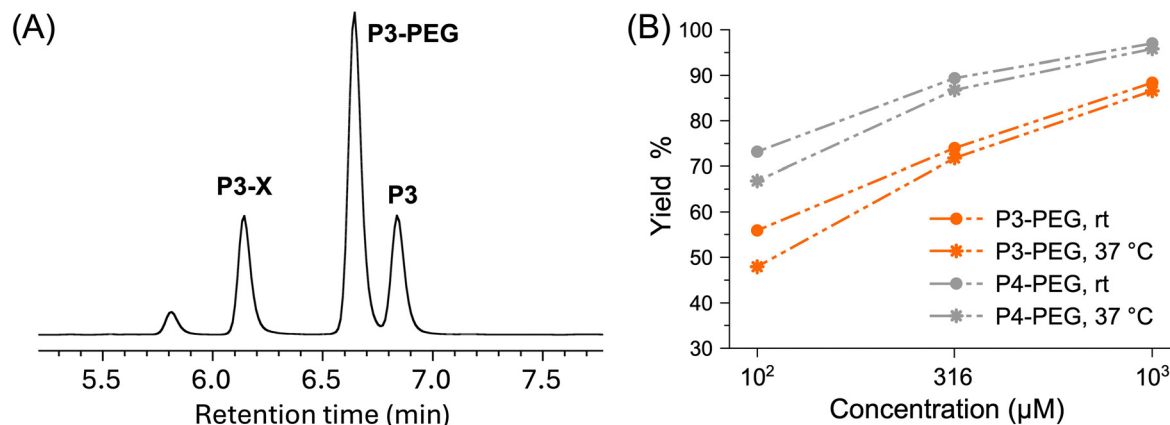 (A)
P3-PEG
P3-X
P3
5.5 6.0 6.5 7.0 7.5
Retention time (min)
(B)
100
90
80
70
60
50
40
30
Yield %
P3-PEG, rt
P3-PEG, 37 °C
P4-PEG, rt
P4-PEG, 37 °C
10² 316 10³
Concentration (µM)